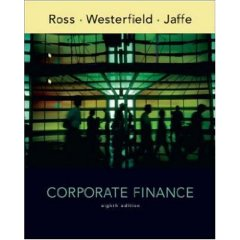 Ross · Westerfield · Jaffe
CORPORATE FINANCE
eighth edition